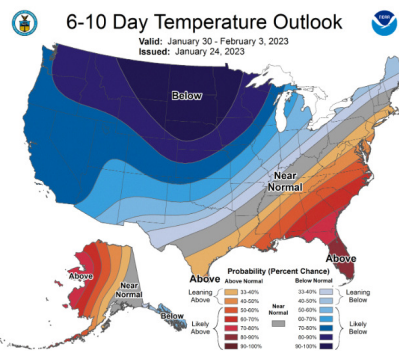 6-10 Day Temperature Outlook
Valid: January 30 - February 3, 2023
Issued: January 24, 2023
NOAA
Below
Near
Normal
Above
Above
Above
Near
Normal
Below
Probability (Percent Chance)
Above Normal
Below Normal
Leaning
Above
33-40%
40-50%
Near
Normal
33-40%
40-50%
Leaning
Below
Likely
Above
50-60%
60-70%
70-80%
80-90%
90-100%
50-60%
60-70%
70-80%
80-90%
90-100%
Likely
Below